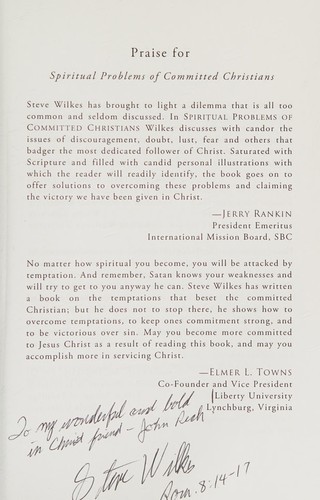 Praise for
Spiritual Problems of Committed Christians
Steve Wilkes has brought to light a dilemma that is all too
common and seldom discussed. In SPIRITUAL PROBLEMS OF
COMMITTED CHRISTIANS Wilkes discusses with candor the
issues of discouragement, doubt, lust, fear and others that
badger the most dedicated follower of Christ. Saturated with
Scripture and filled with candid personal illustrations with
which the reader will readily identify, the book goes on to
offer solutions to overcoming these problems and claiming
the victory we have been given in Christ.
—JERRY RANKIN
President Emeritus
International Mission Board, SBC
No matter how spiritual you become, you will be attacked by
temptation. And remember, Satan knows your weaknesses and
will try to get to you anyway he can. Steve Wilkes has written
a book on the temptations that beset the committed
Christian; but he does not stop there, he shows how to
overcome temptations, to keep ones commitment strong, and
to be victorious over sin. May you become more committed
to Jesus Christ as a result of reading this book, and may you
accomplish more in servicing Christ.
—ELMER L. TOWNS
Co-Founder and Vice President
Liberty University
Lynchburg, Virginia
To my wonderful and bold
in Christ friend - John Rich
Steve Wilkes
Rom. 8:14-17